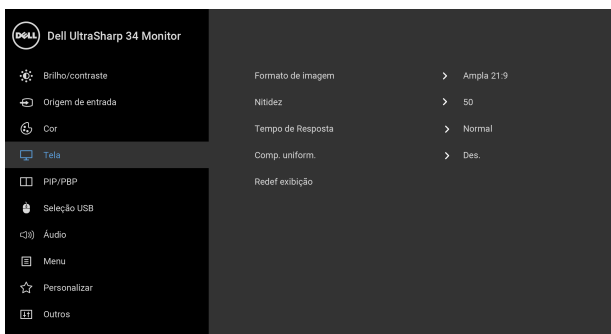 DELL Dell UltraSharp 34 Monitor
Brilho/contraste Formato de imagem Ampla 21:9
Origem de entrada Nitidez 50
Cor Tempo de Resposta Normal
Tela Comp. uniform. Des.
PIP/PBP Redef exibição
Seleção USB
Áudio
Menu
Personalizar
Outros